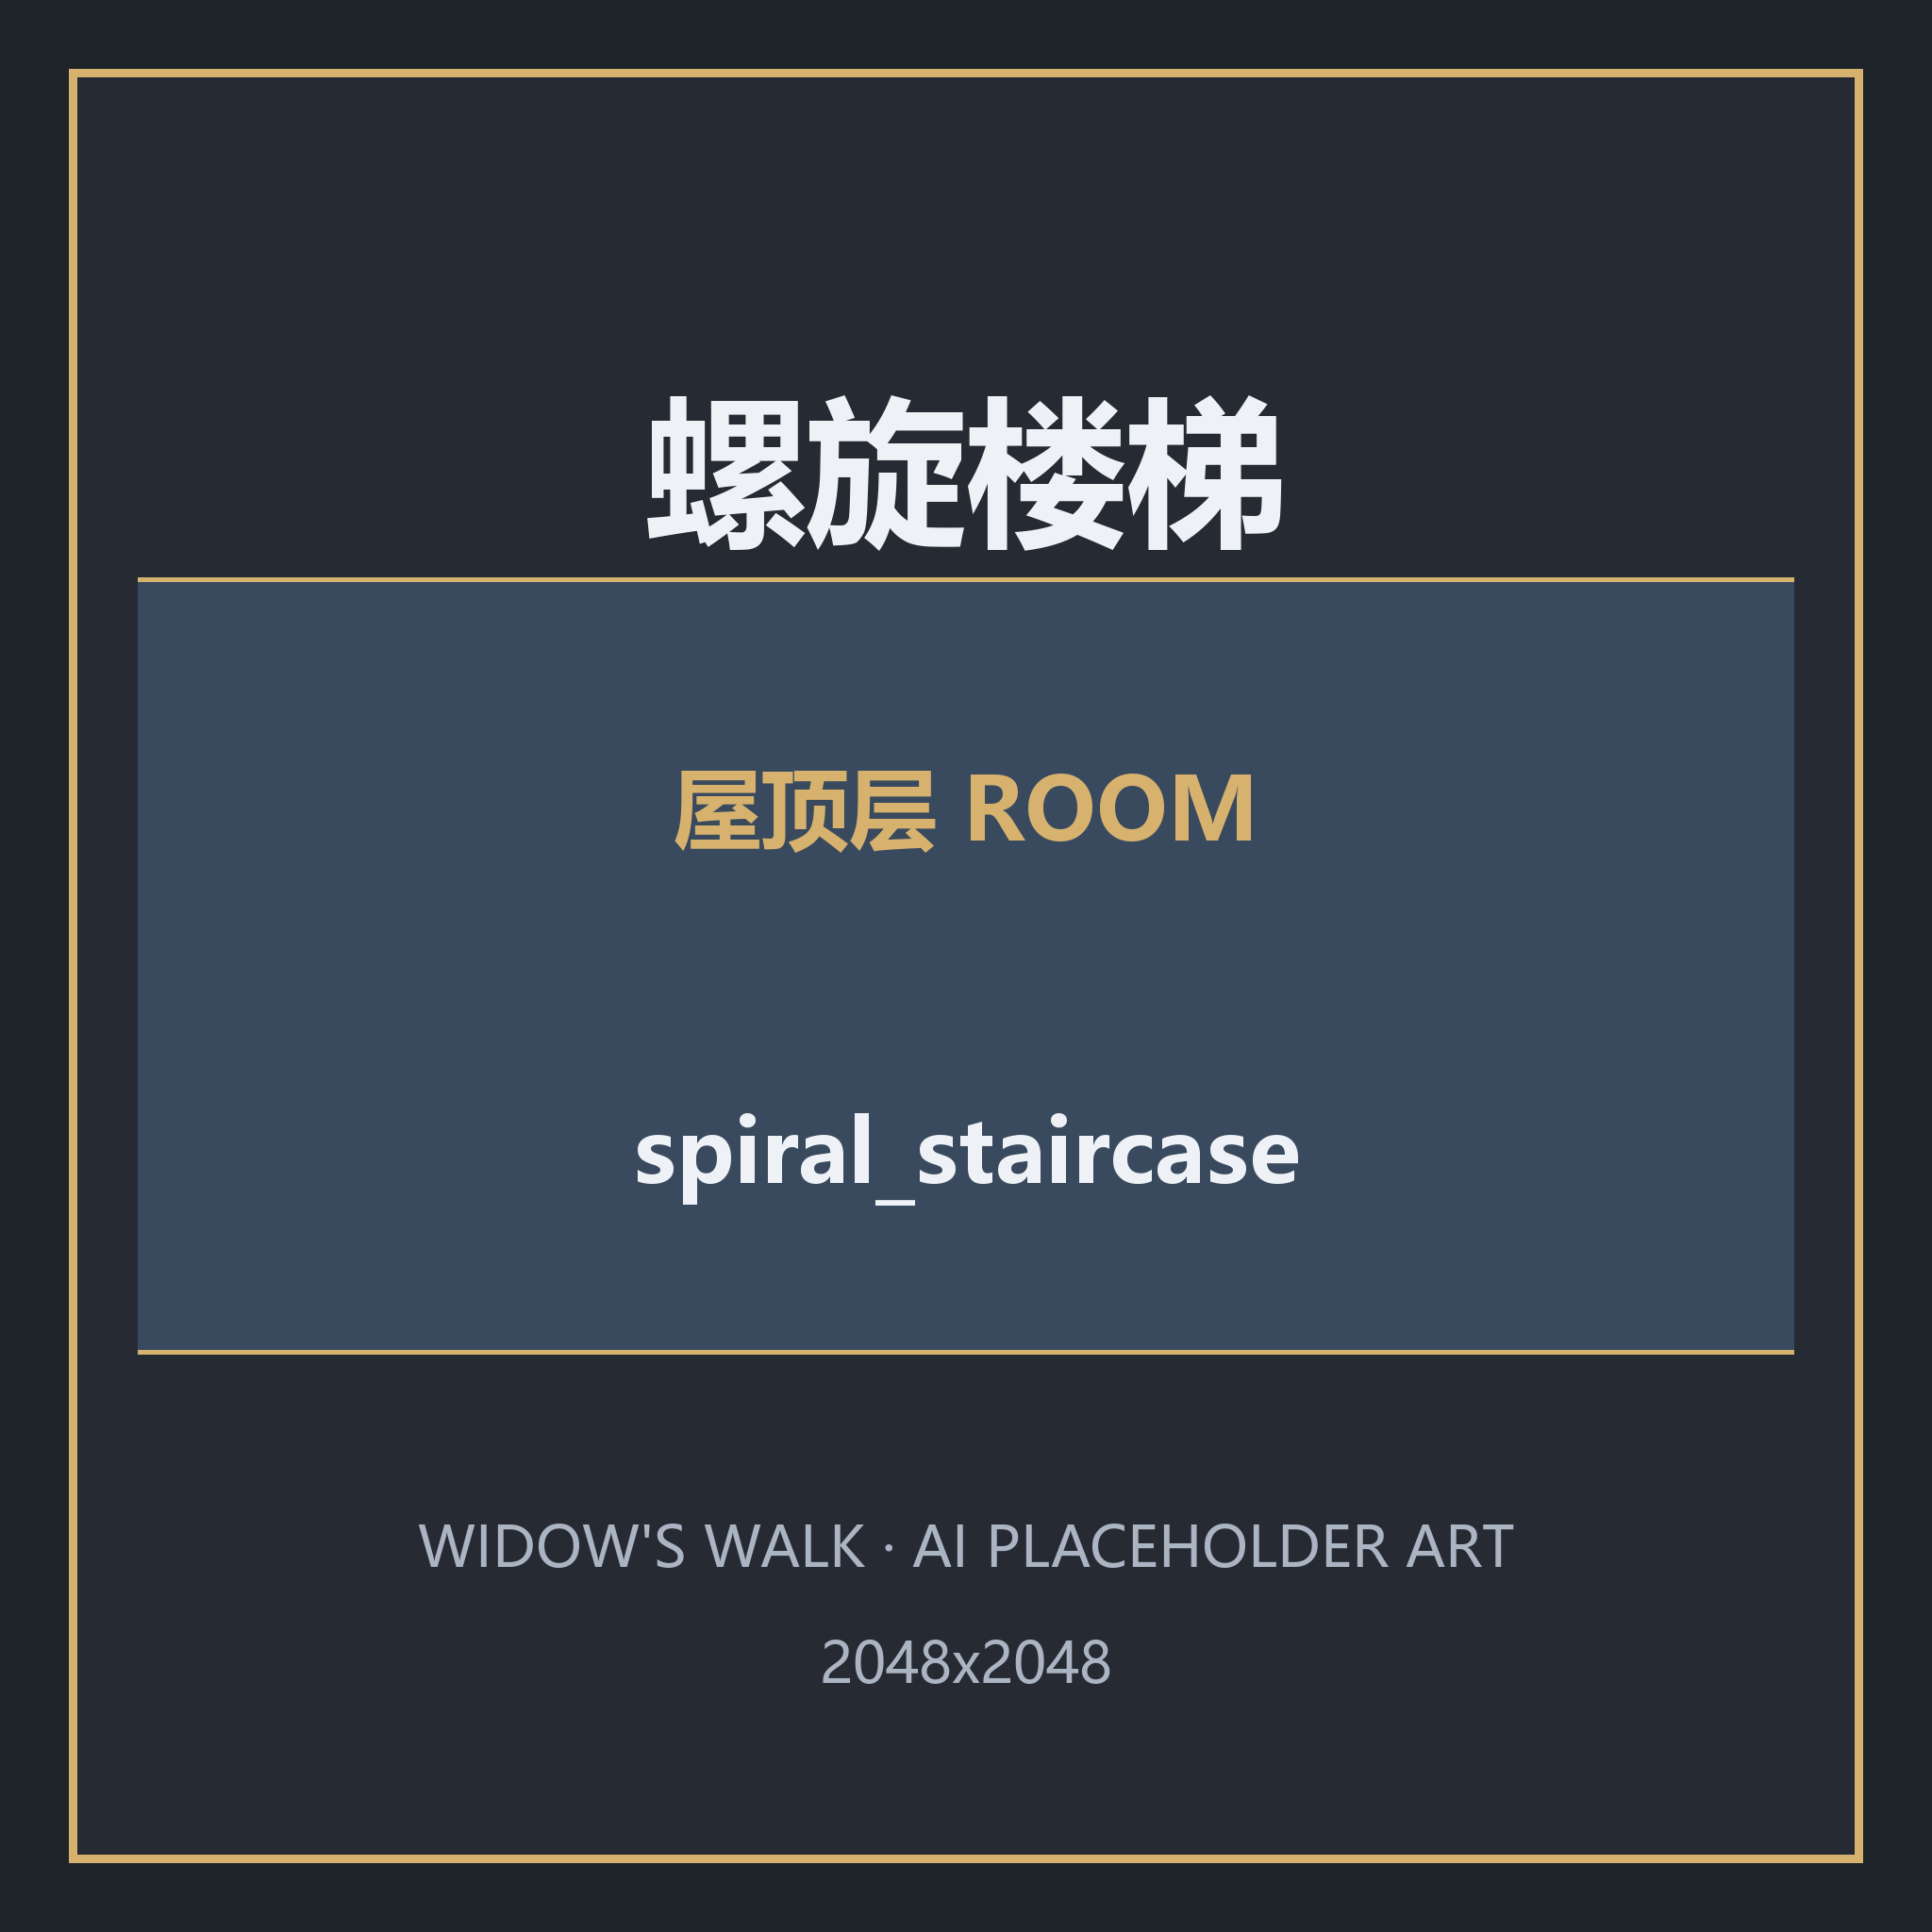 螺旋楼梯
屋顶层 ROOM
spiral_staircase
WIDOW'S WALK · AI PLACEHOLDER ART
2048x2048